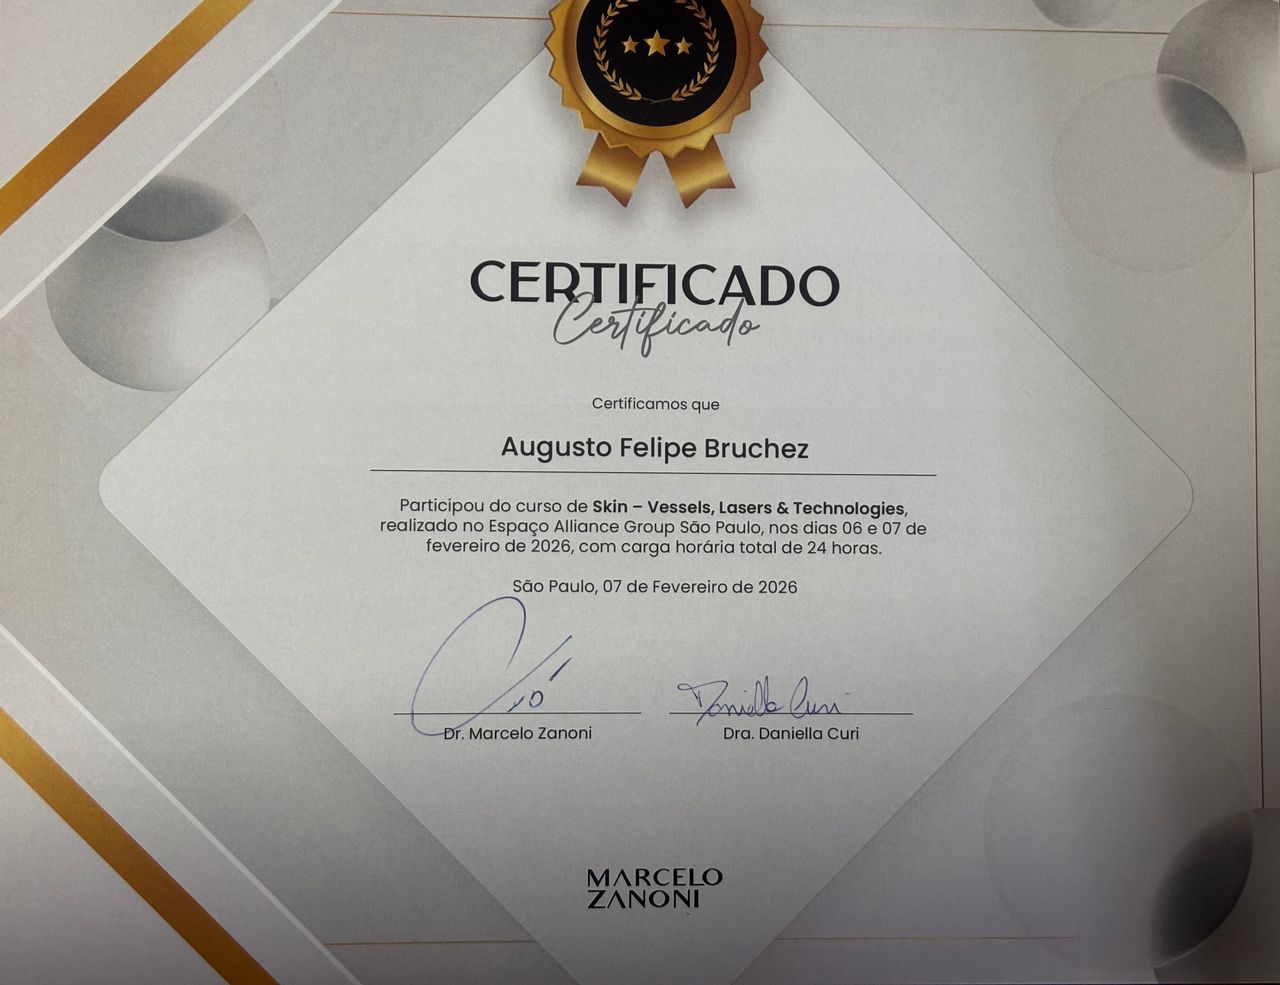 CERTIFICADO
Certificado
Certificamos que
Augusto Felipe Bruchez
Participou do curso de Skin – Vessels, Lasers & Technologies,
realizado no Espaço Alliance Group São Paulo, nos dias 06 e 07 de
fevereiro de 2026, com carga horária total de 24 horas.
São Paulo, 07 de Fevereiro de 2026
Daniella Curi
Dr. Marcelo Zanoni
Dra. Daniella Curi
MARCELO
ZANONI